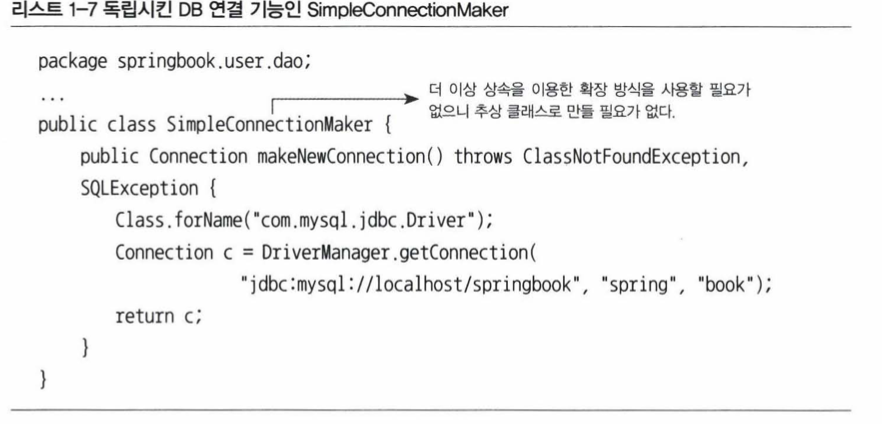 리스트 1-7 독립시킨 DB 연결 기능인 SimpleConnectionMaker
package springbook.user.dao;
...
더 이상 상속을 이용한 확장 방식을 사용할 필요가
없으니 추상 클래스로 만들 필요가 없다.
public class SimpleConnectionMaker {
public Connection makeNewConnection() throws ClassNotFoundException,
SQLException {
Class.forName("com.mysql.jdbc.Driver");
Connection c = DriverManager.getConnection(
"jdbc:mysql://localhost/springbook", "spring", "book");
return c;
}
}